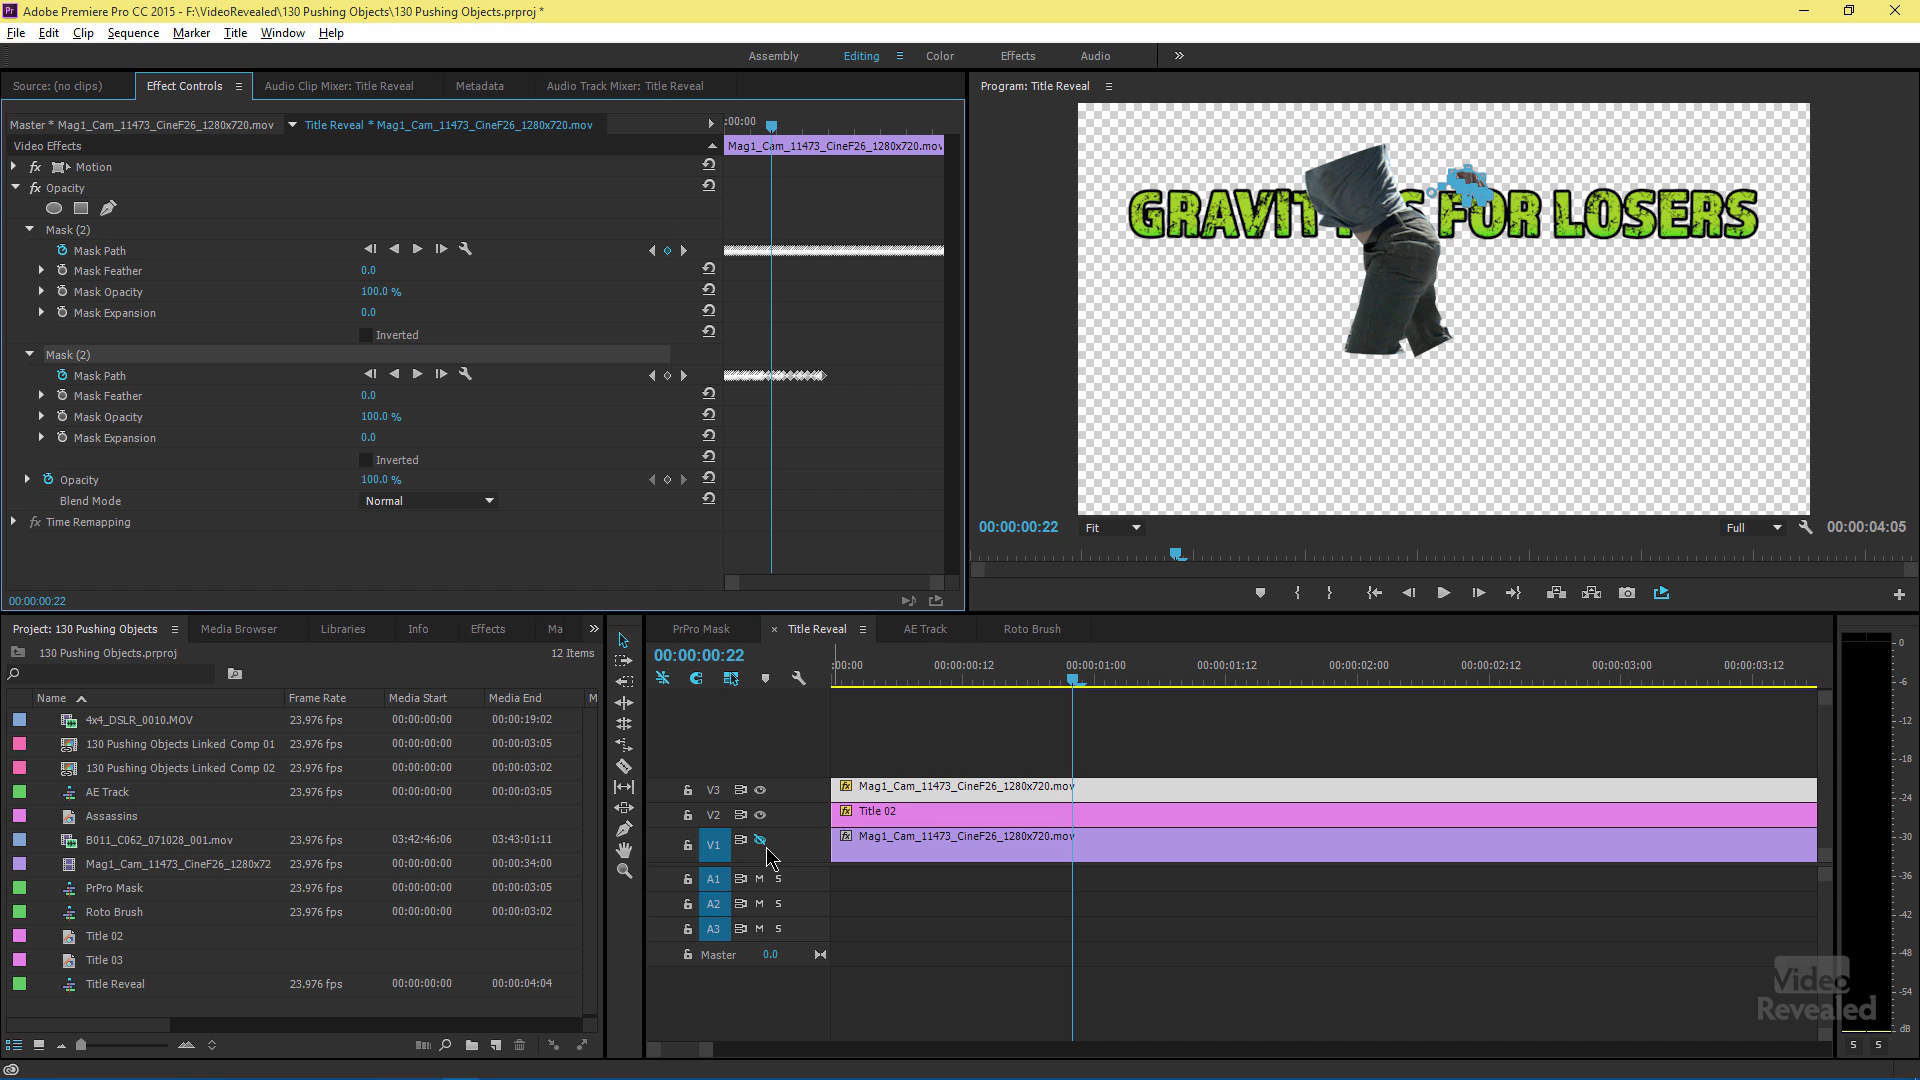 Adobe Premiere Pro CC 2015 - F:\VideoRevealed\130 Pushing Objects\130 Pushing Objects.prproj *
File Edit Clip Sequence Marker Title Window Help
Assembly Editing Color Effects Audio
Source: (no clips) Effect Controls Audio Clip Mixer: Title Reveal Metadata Audio Track Mixer: Title Reveal
Program: Title Reveal
Master * Mag1_Cam_11473_CineF26_1280x720.mov Title Reveal * Mag1_Cam_11473_CineF26_1280x720.mov
:00:00
Video Effects
Mag1_Cam_11473_CineF26_1280x720.mov
fx Motion
fx Opacity
Mask (2)
Mask Path
Mask Feather 0.0
Mask Opacity 100.0 %
Mask Expansion 0.0
Inverted
Mask (2)
Mask Path
Mask Feather 0.0
Mask Opacity 100.0 %
Mask Expansion 0.0
Inverted
Opacity 100.0 %
Blend Mode Normal
fx Time Remapping
00:00:00:22
GRAVIT S FOR LOSERS
00:00:00:22 Fit Full 00:00:04:05
Project: 130 Pushing Objects Media Browser Libraries Info Effects Ma
130 Pushing Objects.prproj 12 Items
Name Frame Rate Media Start Media End M
4x4_DSLR_0010.MOV 23.976 fps 00:00:00:00 00:00:19:02
130 Pushing Objects Linked Comp 01 23.976 fps 00:00:00:00 00:00:03:05
130 Pushing Objects Linked Comp 02 23.976 fps 00:00:00:00 00:00:03:02
AE Track 23.976 fps 00:00:00:00 00:00:03:05
Assassins
B011_C062_071028_001.mov 23.976 fps 03:42:46:06 03:43:01:11
Mag1_Cam_11473_CineF26_1280x72 23.976 fps 00:00:00:00 00:00:34:00
PrPro Mask 23.976 fps 00:00:00:00 00:00:03:05
Roto Brush 23.976 fps 00:00:00:00 00:00:03:02
Title 02
Title 03
Title Reveal 23.976 fps 00:00:00:00 00:00:04:04
PrPro Mask × Title Reveal AE Track Roto Brush
00:00:00:22
:00:00 00:00:00:12 00:00:01:00 00:00:01:12 00:00:02:00 00:00:02:12 00:00:03:00 00:00:03:12
V3 fx Mag1_Cam_11473_CineF26_1280x720.mov
V2 fx Title 02
V1 fx Mag1_Cam_11473_CineF26_1280x720.mov
A1 M S
A2 M S
A3 M S
Master 0.0
0
-6
-12
-18
-24
-30
-36
-42
-48
-54
dB
S S
Video
Revealed